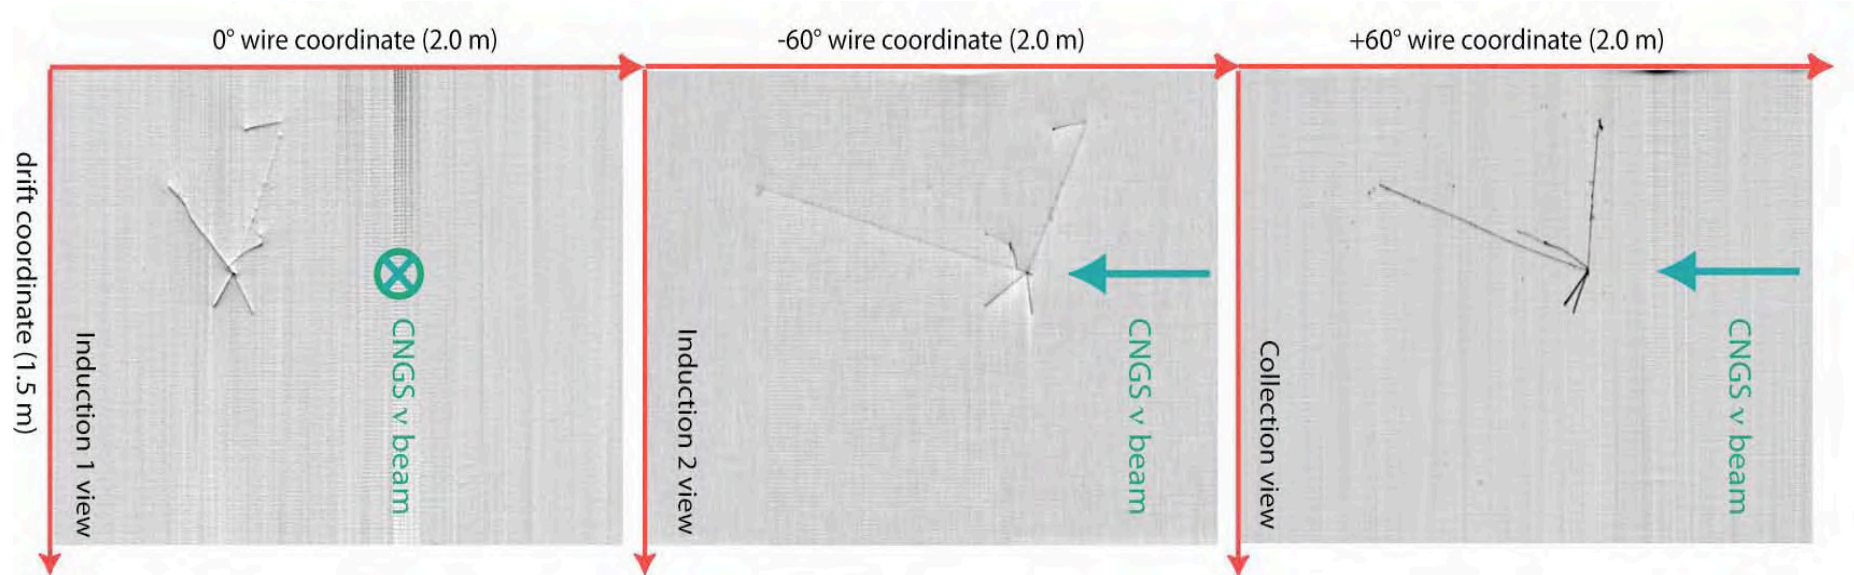 0° wire coordinate (2.0 m)
-60° wire coordinate (2.0 m)
+60° wire coordinate (2.0 m)
drift coordinate (1.5 m)
Induction 1 view
CNGS ν beam
Induction 2 view
CNGS ν beam
Collection view
CNGS ν beam